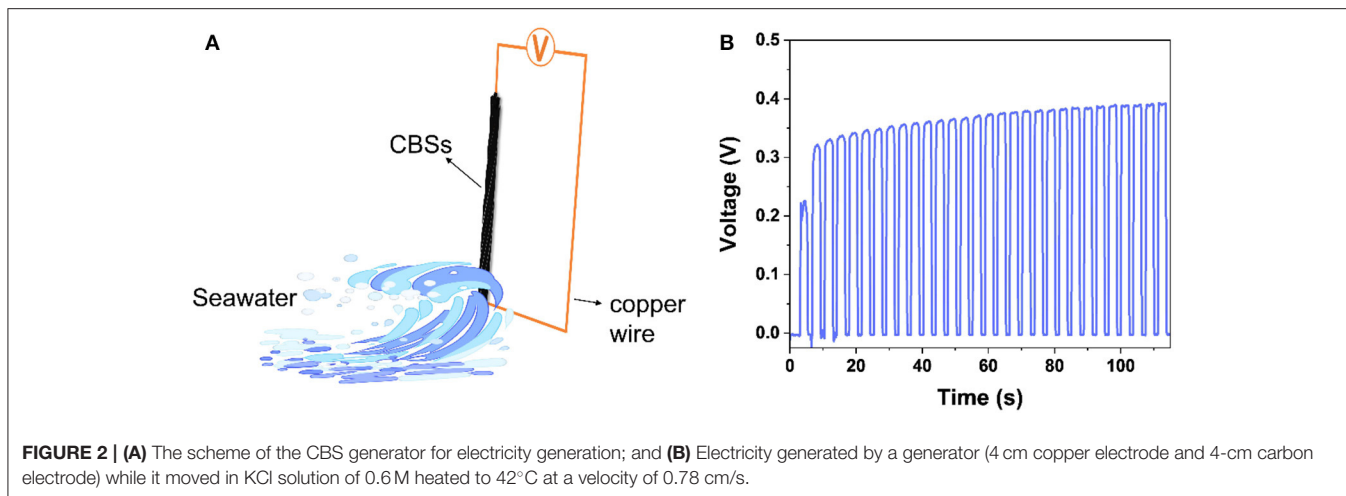 A
V
CBSs
Seawater
copper
wire
B
0.5
0.4
0.3
0.2
0.1
0.0
Voltage (V)
0 20 40 60 80 100
Time (s)
FIGURE 2 | (A) The scheme of the CBS generator for electricity generation; and (B) Electricity generated by a generator (4 cm copper electrode and 4-cm carbon
electrode) while it moved in KCl solution of 0.6 M heated to 42°C at a velocity of 0.78 cm/s.